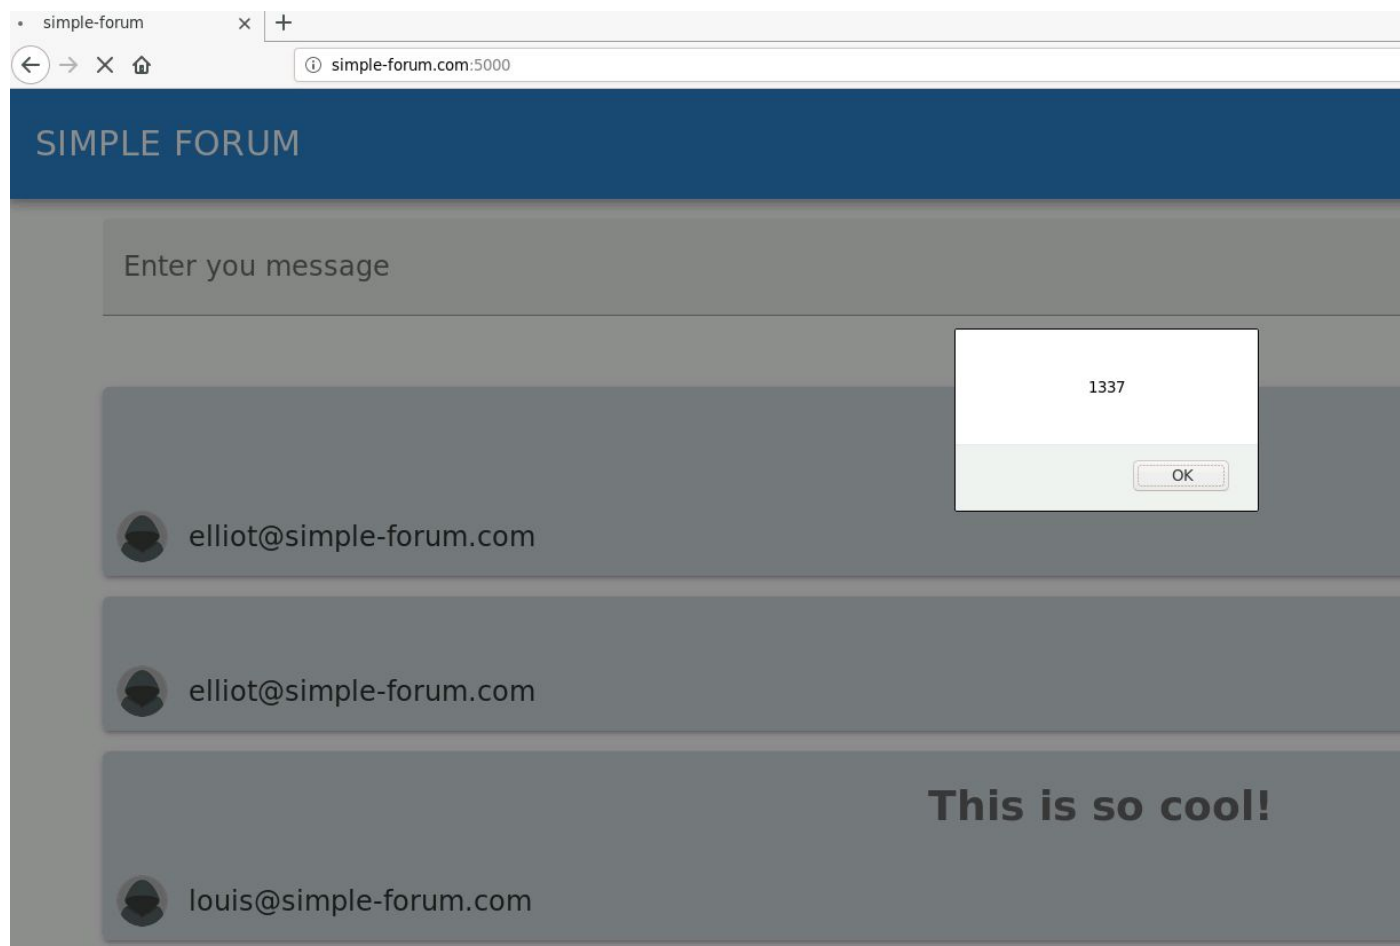 simple-forum
simple-forum.com:5000
SIMPLE FORUM
Enter you message
1337
OK
elliot@simple-forum.com
elliot@simple-forum.com
This is so cool!
louis@simple-forum.com